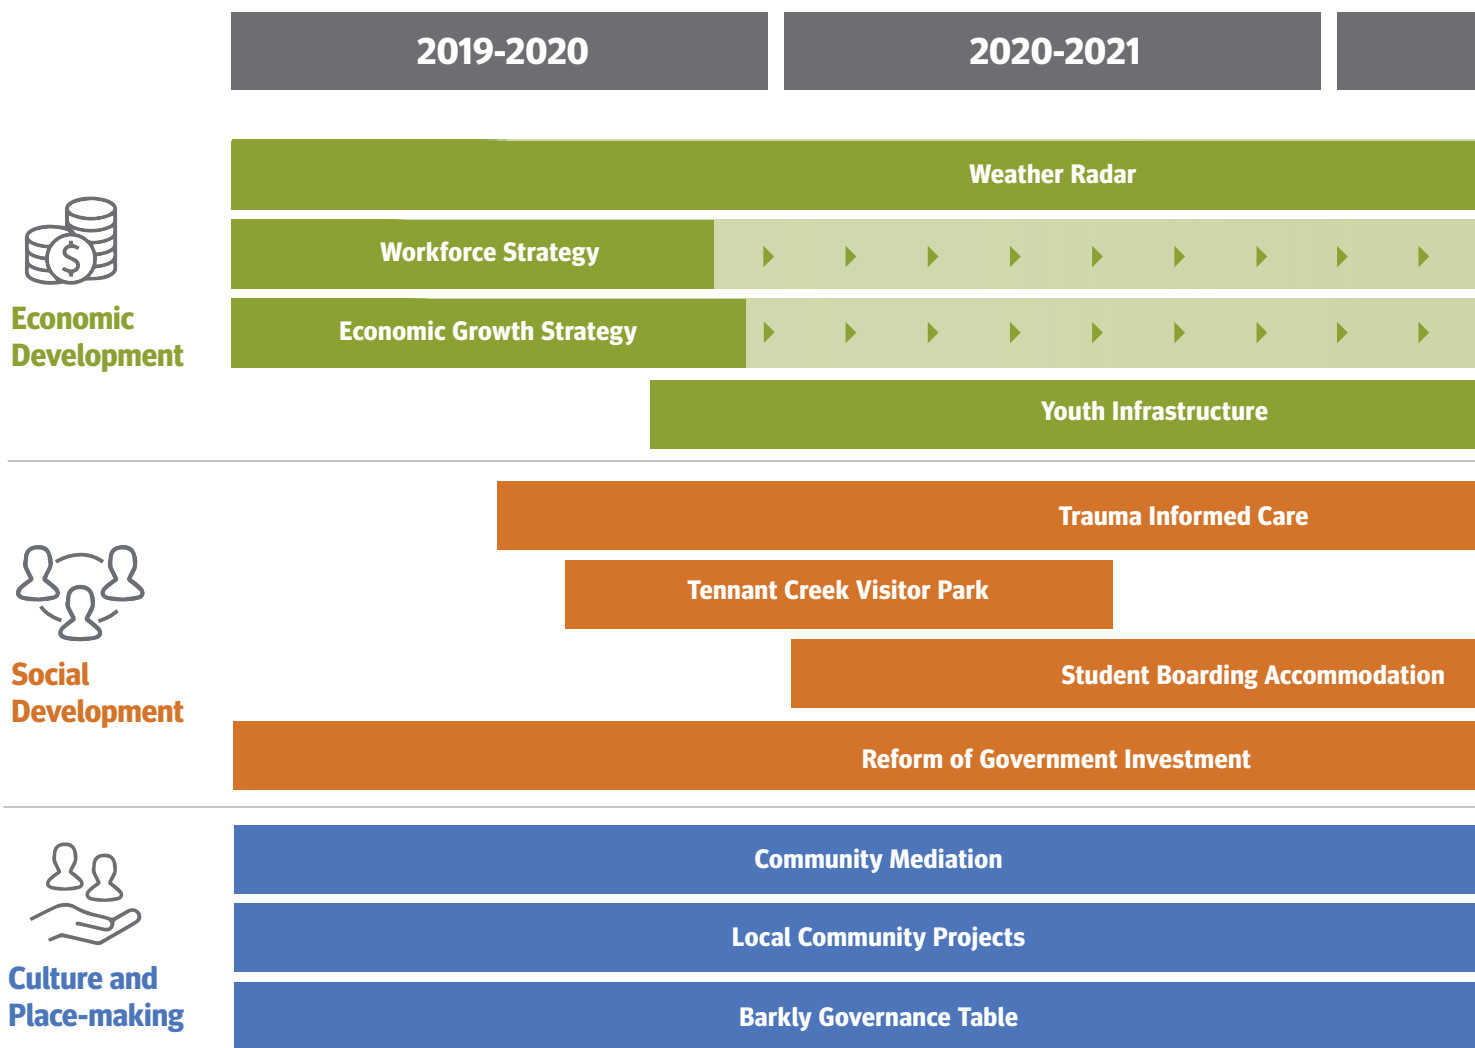 2019-2020
2020-2021
Economic
Development
Weather Radar
Workforce Strategy
Economic Growth Strategy
Youth Infrastructure
Social
Development
Trauma Informed Care
Tennant Creek Visitor Park
Student Boarding Accommodation
Reform of Government Investment
Culture and
Place-making
Community Mediation
Local Community Projects
Barkly Governance Table